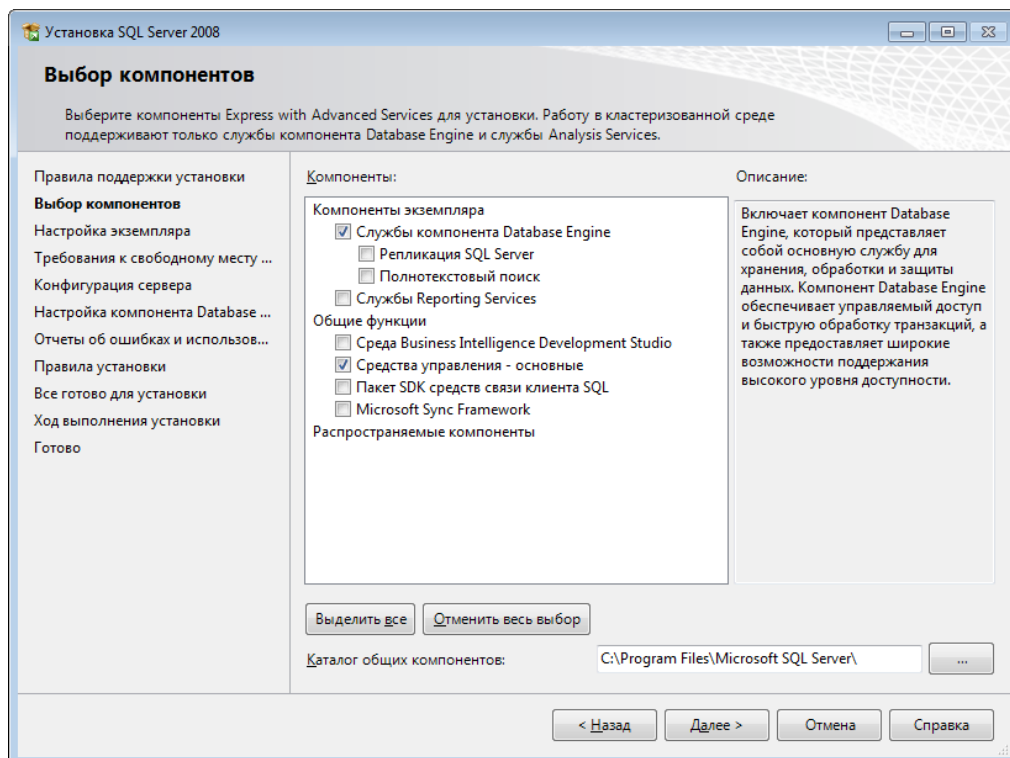 Установка SQL Server 2008
Выбор компонентов
Выберите компоненты Express with Advanced Services для установки. Работу в кластеризованной среде
поддерживают только службы компонента Database Engine и службы Analysis Services.
Правила поддержки установки
Выбор компонентов
Настройка экземпляра
Требования к свободному месту ...
Конфигурация сервера
Настройка компонента Database ...
Отчеты об ошибках и использов...
Правила установки
Все готово для установки
Ход выполнения установки
Готово
Компоненты:
Компоненты экземпляра
Службы компонента Database Engine
Репликация SQL Server
Полнотекстовый поиск
Службы Reporting Services
Общие функции
Среда Business Intelligence Development Studio
Средства управления - основные
Пакет SDK средств связи клиента SQL
Microsoft Sync Framework
Распространяемые компоненты
Описание:
Включает компонент Database
Engine, который представляет
собой основную службу для
хранения, обработки и защиты
данных. Компонент Database Engine
обеспечивает управляемый доступ
и быструю обработку транзакций, а
также предоставляет широкие
возможности поддержания
высокого уровня доступности.
Выделить все
Отменить весь выбор
Каталог общих компонентов:
C:\Program Files\Microsoft SQL Server\
...
< Назад
Далее >
Отмена
Справка